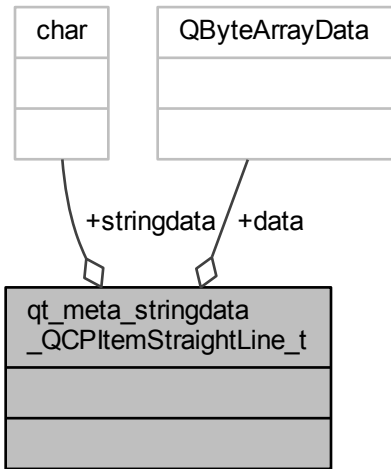 char
QByteArrayData
+stringdata
+data
qt_meta_stringdata
_QCPItemStraightLine_t